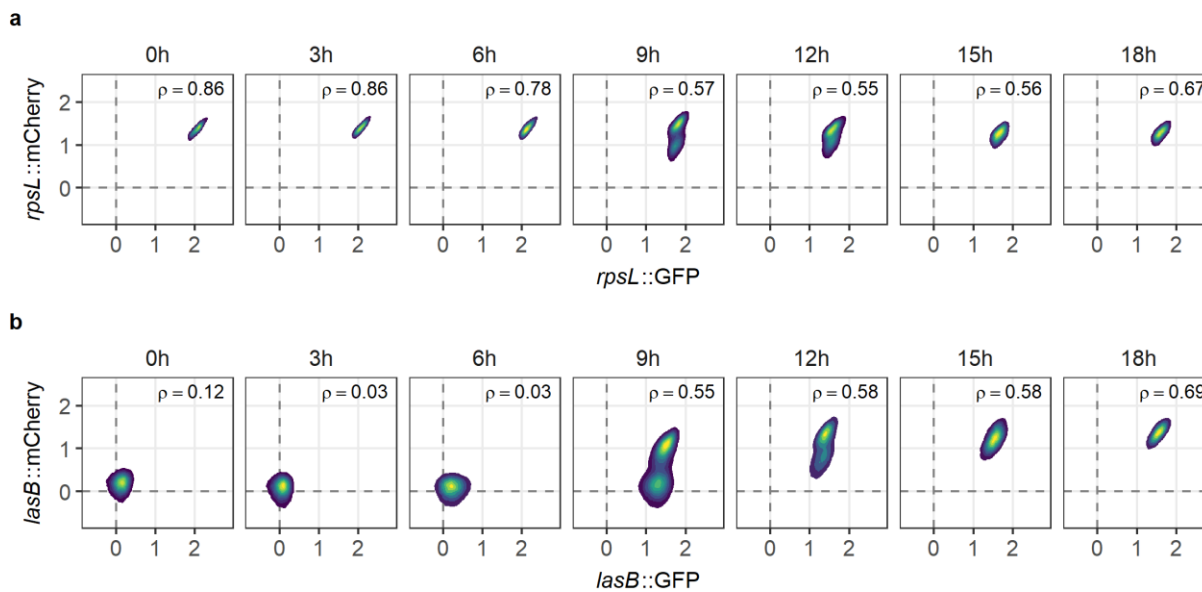 a
0h 3h 6h 9h 12h 15h 18h
ρ = 0.86 ρ = 0.86 ρ = 0.78 ρ = 0.57 ρ = 0.55 ρ = 0.56 ρ = 0.67
rpsL::mCherry
2
1
0
0 1 2 0 1 2 0 1 2 0 1 2 0 1 2 0 1 2 0 1 2
rpsL::GFP
b
0h 3h 6h 9h 12h 15h 18h
ρ = 0.12 ρ = 0.03 ρ = 0.03 ρ = 0.55 ρ = 0.58 ρ = 0.58 ρ = 0.69
lasB::mCherry
2
1
0
0 1 2 0 1 2 0 1 2 0 1 2 0 1 2 0 1 2 0 1 2
lasB::GFP